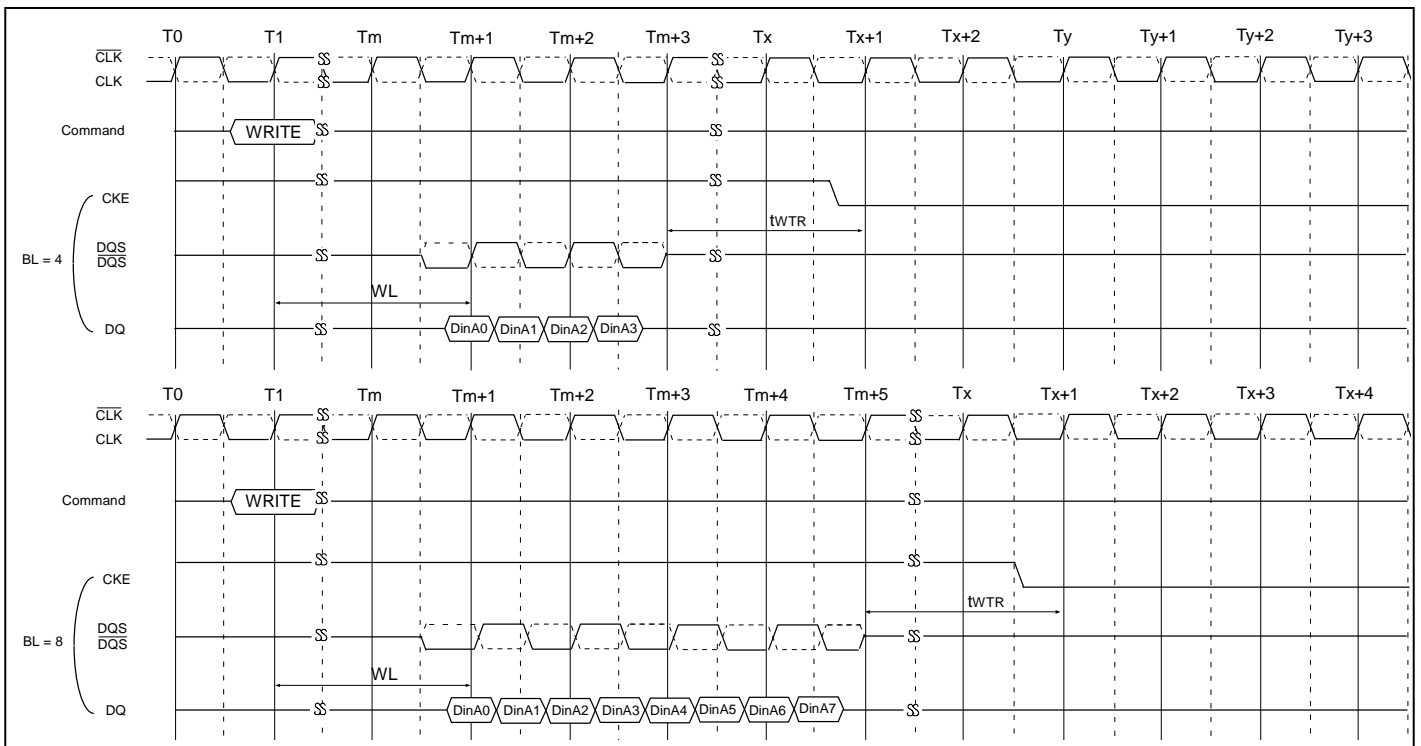 T0 T1 Tm Tm+1 Tm+2 Tm+3 Tx Tx+1 Tx+2 Ty Ty+1 Ty+2 Ty+3
CLK
CLK
Command WRITE
CKE
tWTR
DQS
BL = 4
DQS
WL
DQ DinA0 DinA1 DinA2 DinA3
T0 T1 Tm Tm+1 Tm+2 Tm+3 Tm+4 Tm+5 Tx Tx+1 Tx+2 Tx+3 Tx+4
CLK
CLK
Command WRITE
CKE
tWTR
DQS
BL = 8
DQS
WL
DQ DinA0 DinA1 DinA2 DinA3 DinA4 DinA5 DinA6 DinA7